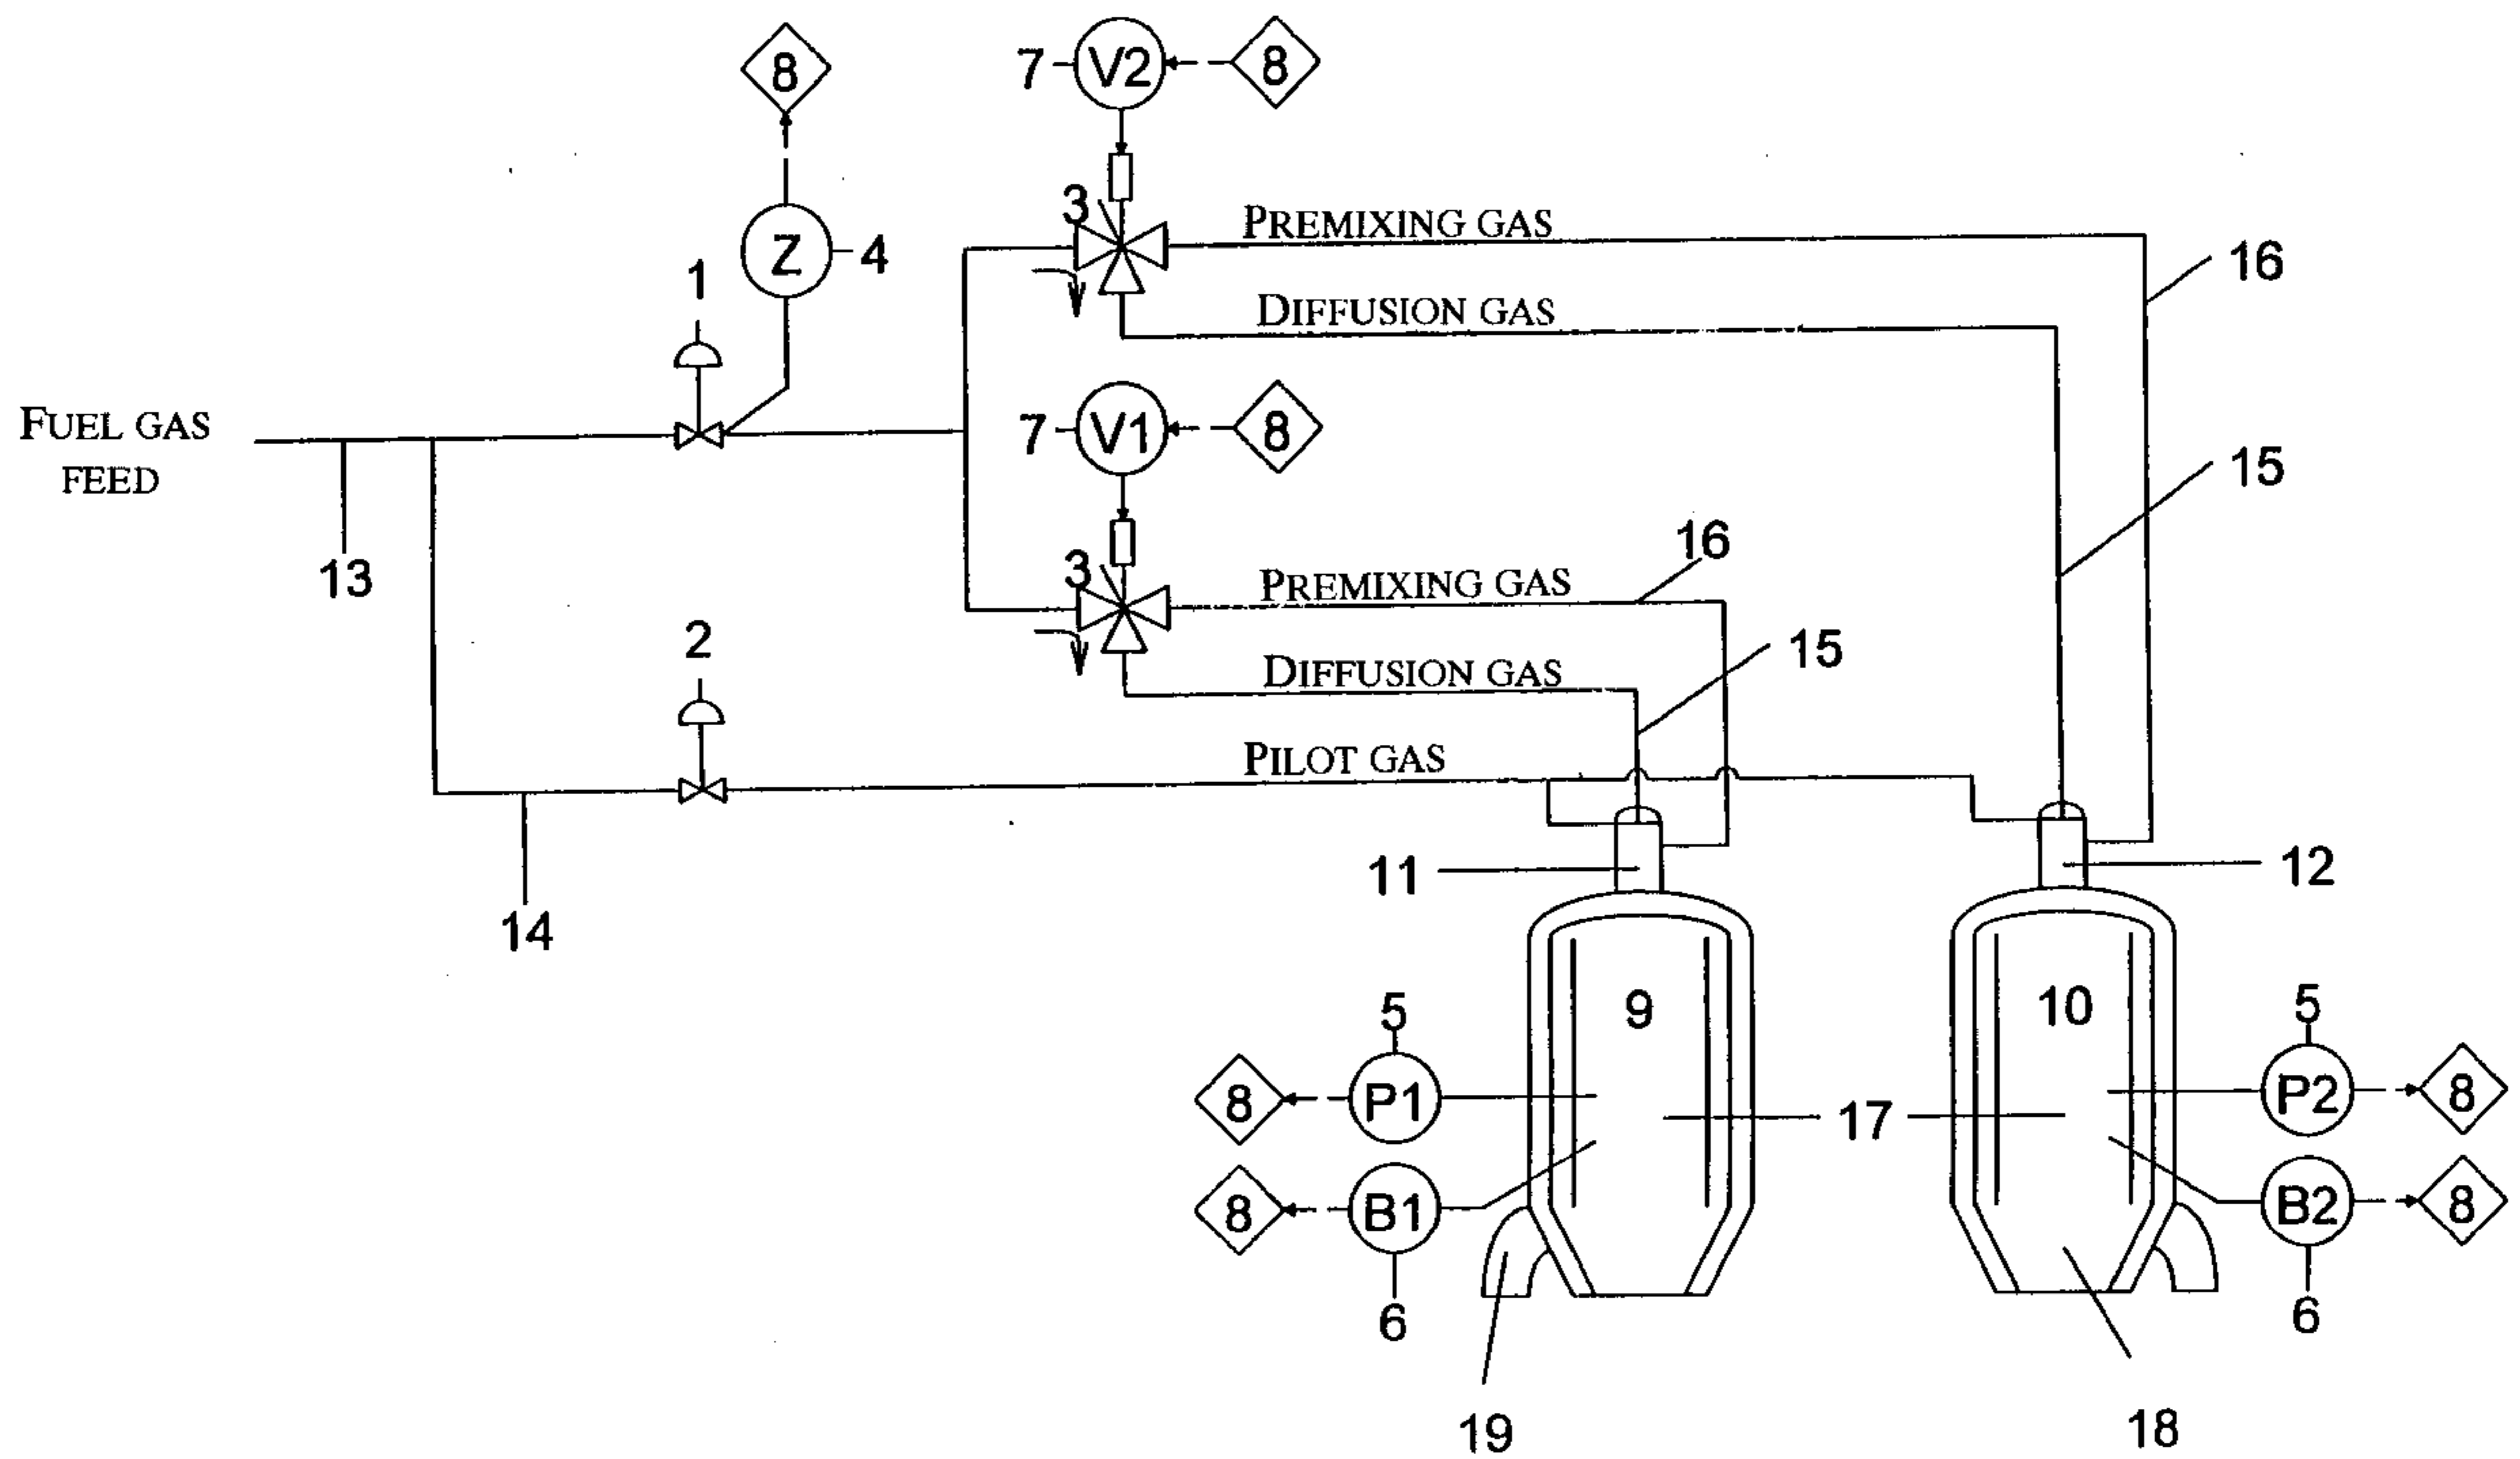 8
7
V2
8
3
PREMIXING GAS
Z
4
16
1
DIFFUSION GAS
7
V1
8
FUEL GAS
FEED
15
13
3
16
PREMIXING GAS
2
DIFFUSION GAS
15
PILOT GAS
11
12
14
9
10
5
5
8
P1
17
P2
8
8
B1
B2
8
6
6
19
18